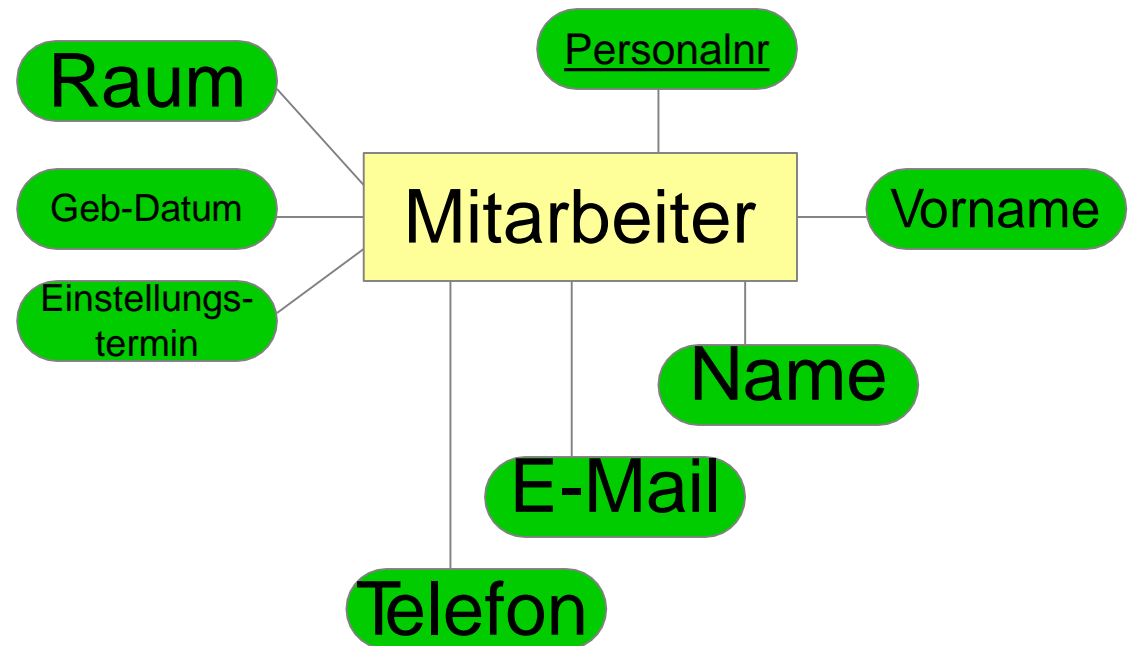 Personalnr
Raum
Mitarbeiter
Geb-Datum
Vorname
Einstellungs-
termin
Name
E-Mail
Telefon